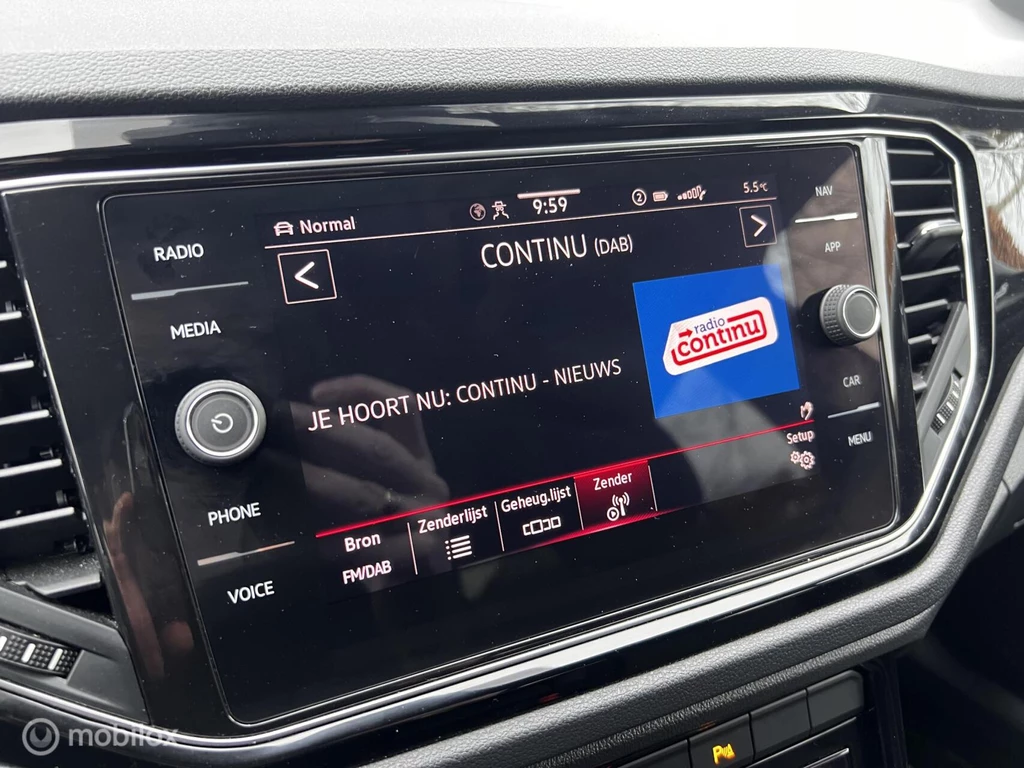 Normal
9:59
2
5.5°C
CONTINU (DAB)
<
>
JE HOORT NU: CONTINU - NIEUWS
radio
continu
RADIO
MEDIA
PHONE
VOICE
NAV
APP
CAR
MENU
Setup
Bron
FM/DAB
Zenderlijst
Geheug.lijst
Zender
P
mobilox